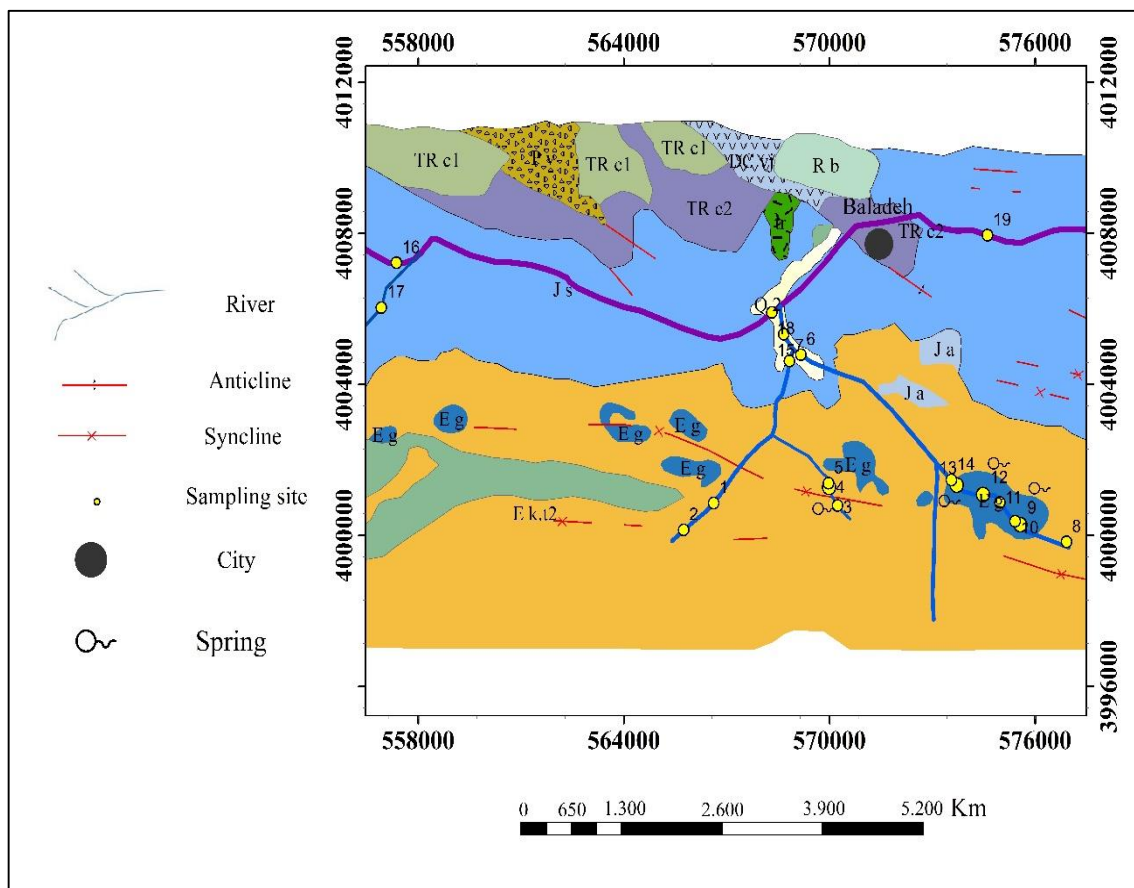 558000 564000 570000 576000
4012000 4012000
TR c1 P v TR c1 TR c1 DC Vj R b
Baladeh
TR c2 TR c2
4008000 4008000
19
16
17
J s
Q 2
18
15 7 6
J a
J a
River
Anticline
Syncline
Sampling site
City
Spring
4004000 4004000
E g E g E g E g
E g E g
5 4 3
13 14 12 11 9 10 8
E g
1
2
E k.t2
4000000 4000000
3996000 3996000
558000 564000 570000 576000
0 650 1.300 2.600 3.900 5.200 Km